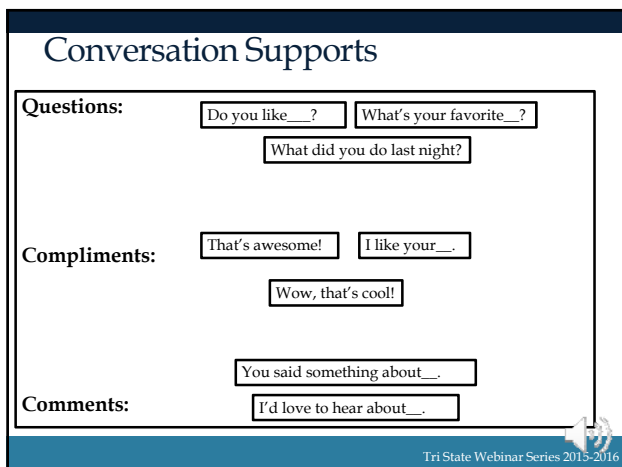 Conversation Supports
Questions:
Do you like___? What's your favorite__?
What did you do last night?
Compliments:
That's awesome! I like your__.
Wow, that's cool!
You said something about__.
Comments:
I'd love to hear about__.
Tri State Webinar Series 2015-2016